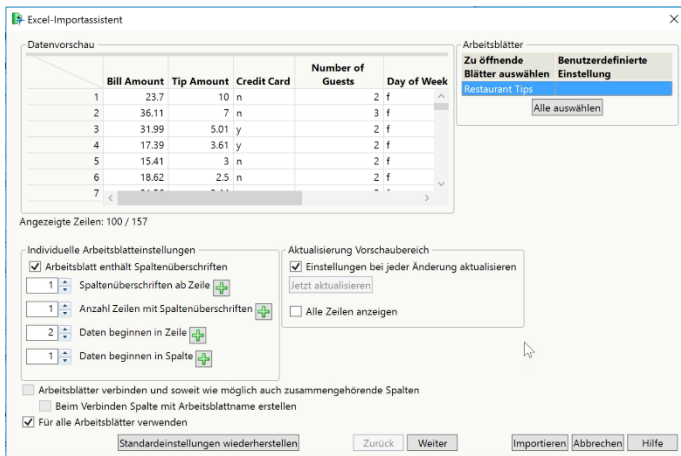 Excel-Importassistent
Datenvorschau
Bill Amount Tip Amount Credit Card Number of Guests Day of Week
1 23.7 10 n 2 f
2 36.11 7 n 3 f
3 31.99 5.01 y 2 f
4 17.39 3.61 y 2 f
5 15.41 3 n 2 f
6 18.62 2.5 n 2 f
7
Angezeigte Zeilen: 100 / 157
Arbeitsblätter
Zu öffnende Benutzerdefinierte
Blätter auswählen Einstellung
Restaurant Tips
Alle auswählen
Individuelle Arbeitsblatteinstellungen
Arbeitsblatt enthält Spaltenüberschriften
1 Spaltenüberschriften ab Zeile
1 Anzahl Zeilen mit Spaltenüberschriften
2 Daten beginnen in Zeile
1 Daten beginnen in Spalte
Aktualisierung Vorschaubereich
Einstellungen bei jeder Änderung aktualisieren
Jetzt aktualisieren
Alle Zeilen anzeigen
Arbeitsblätter verbinden und soweit wie möglich auch zusammengehörende Spalten
Beim Verbinden Spalte mit Arbeitsblattname erstellen
Für alle Arbeitsblätter verwenden
Standardeinstellungen wiederherstellen Zurück Weiter Importieren Abbrechen Hilfe